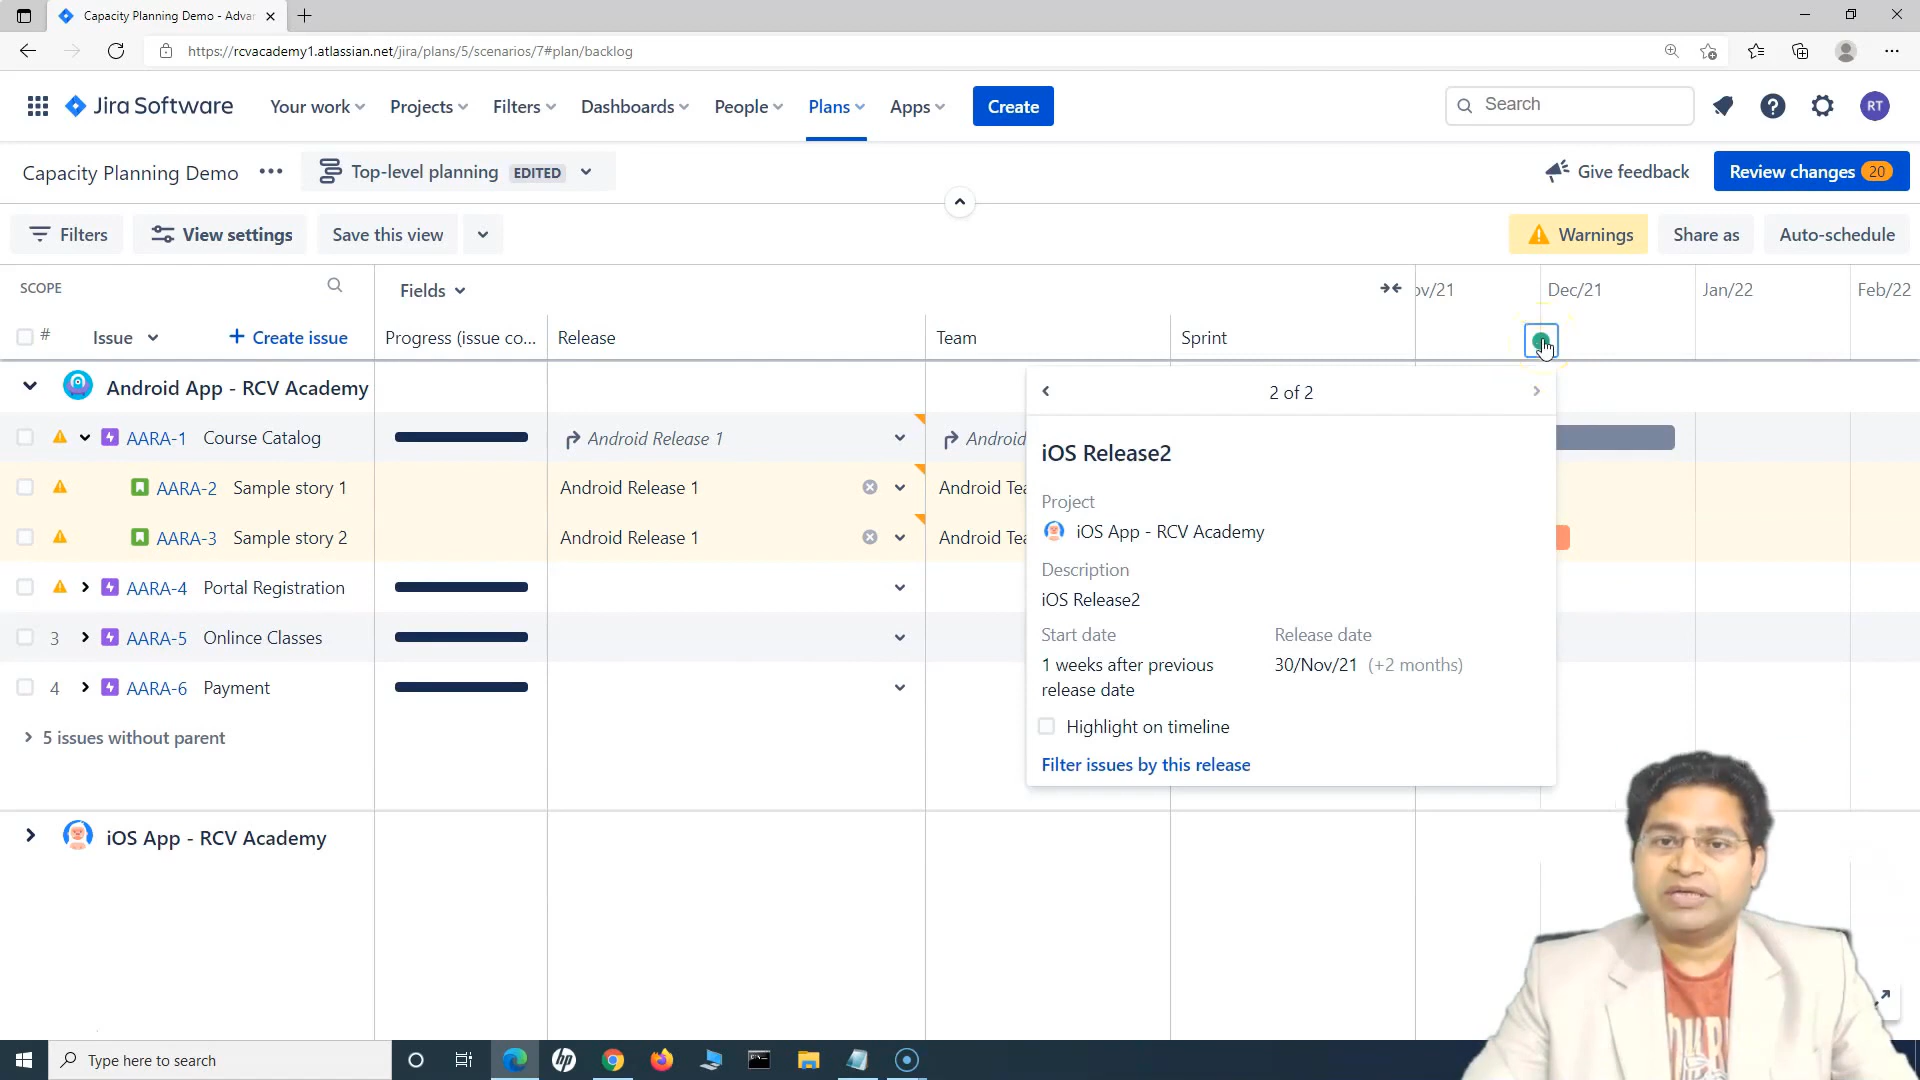 Capacity Planning Demo - Advan
https://rcvacademy1.atlassian.net/jira/plans/5/scenarios/7#plan/backlog
Jira Software
Your work
Projects
Filters
Dashboards
People
Plans
Apps
Create
Search
RT
Capacity Planning Demo
Top-level planning EDITED
Give feedback
Review changes 20
Filters
View settings
Save this view
Warnings
Share as
Auto-schedule
SCOPE
Fields
ov/21
Dec/21
Jan/22
Feb/22
#
Issue
+ Create issue
Progress (issue co...
Release
Team
Sprint
Android App - RCV Academy
2 of 2
AARA-1 Course Catalog
Android Release 1
Android
iOS Release2
AARA-2 Sample story 1
Android Release 1
Android Tea
Project
iOS App - RCV Academy
AARA-3 Sample story 2
Android Release 1
Android Tea
Description
iOS Release2
AARA-4 Portal Registration
Start date
Release date
3 AARA-5 Onlince Classes
1 weeks after previous
release date
30/Nov/21 (+2 months)
4 AARA-6 Payment
Highlight on timeline
5 issues without parent
Filter issues by this release
iOS App - RCV Academy
Type here to search
hp